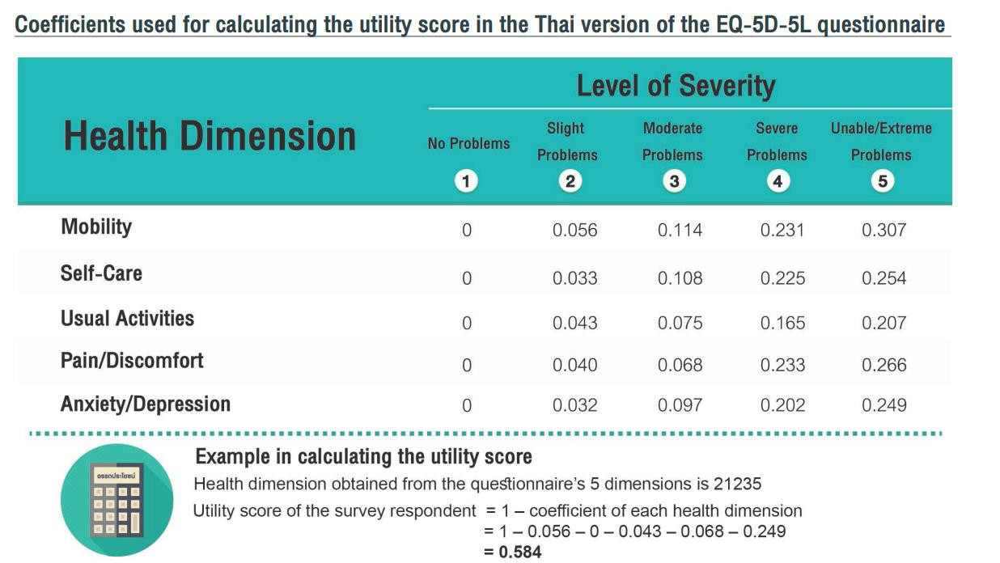 Coefficients used for calculating the utility score in the Thai version of the EQ-5D-5L questionnaire
Health Dimension
Level of Severity
No Problems
1
Slight
Problems
2
Moderate
Problems
3
Severe
Problems
4
Unable/Extreme
Problems
5
Mobility 0 0.056 0.114 0.231 0.307
Self-Care 0 0.033 0.108 0.225 0.254
Usual Activities 0 0.043 0.075 0.165 0.207
Pain/Discomfort 0 0.040 0.068 0.233 0.266
Anxiety/Depression 0 0.032 0.097 0.202 0.249
อรรถประโยชน์
Example in calculating the utility score
Health dimension obtained from the questionnaire's 5 dimensions is 21235
Utility score of the survey respondent = 1 – coefficient of each health dimension
= 1 – 0.056 – 0 – 0.043 – 0.068 – 0.249
= 0.584